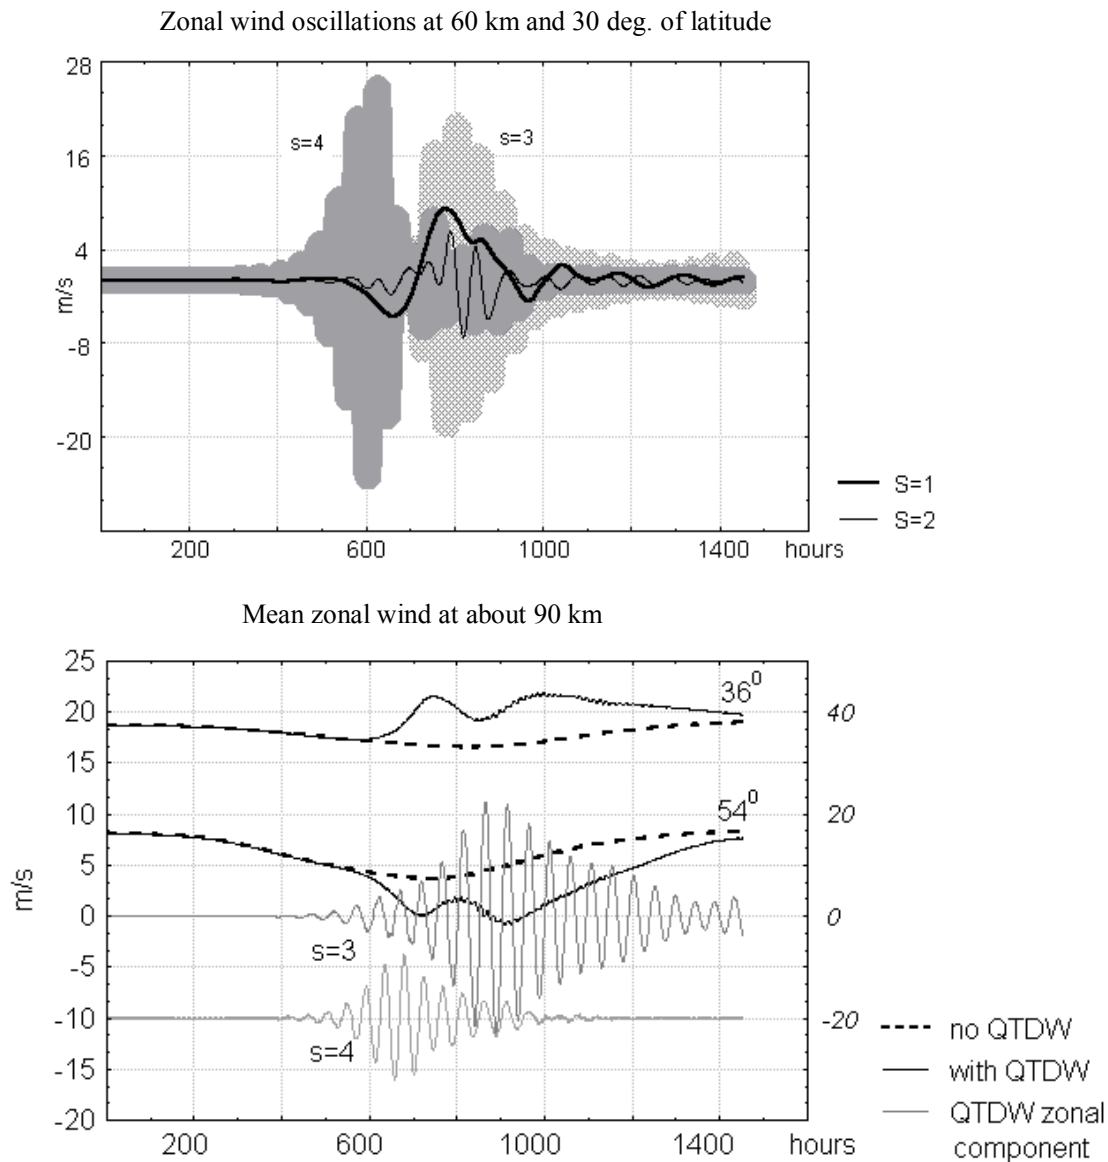 Zonal wind oscillations at 60 km and 30 deg. of latitude
28
16
4
-8
-20
m/s
s=4
s=3
200
600
1000
1400
hours
S=1
S=2
Mean zonal wind at about 90 km
25
20
15
10
5
0
-5
-10
-15
-20
m/s
36⁰
54⁰
s=3
s=4
40
20
0
-20
200
600
1000
1400
hours
no QTDW
with QTDW
QTDW zonal
component